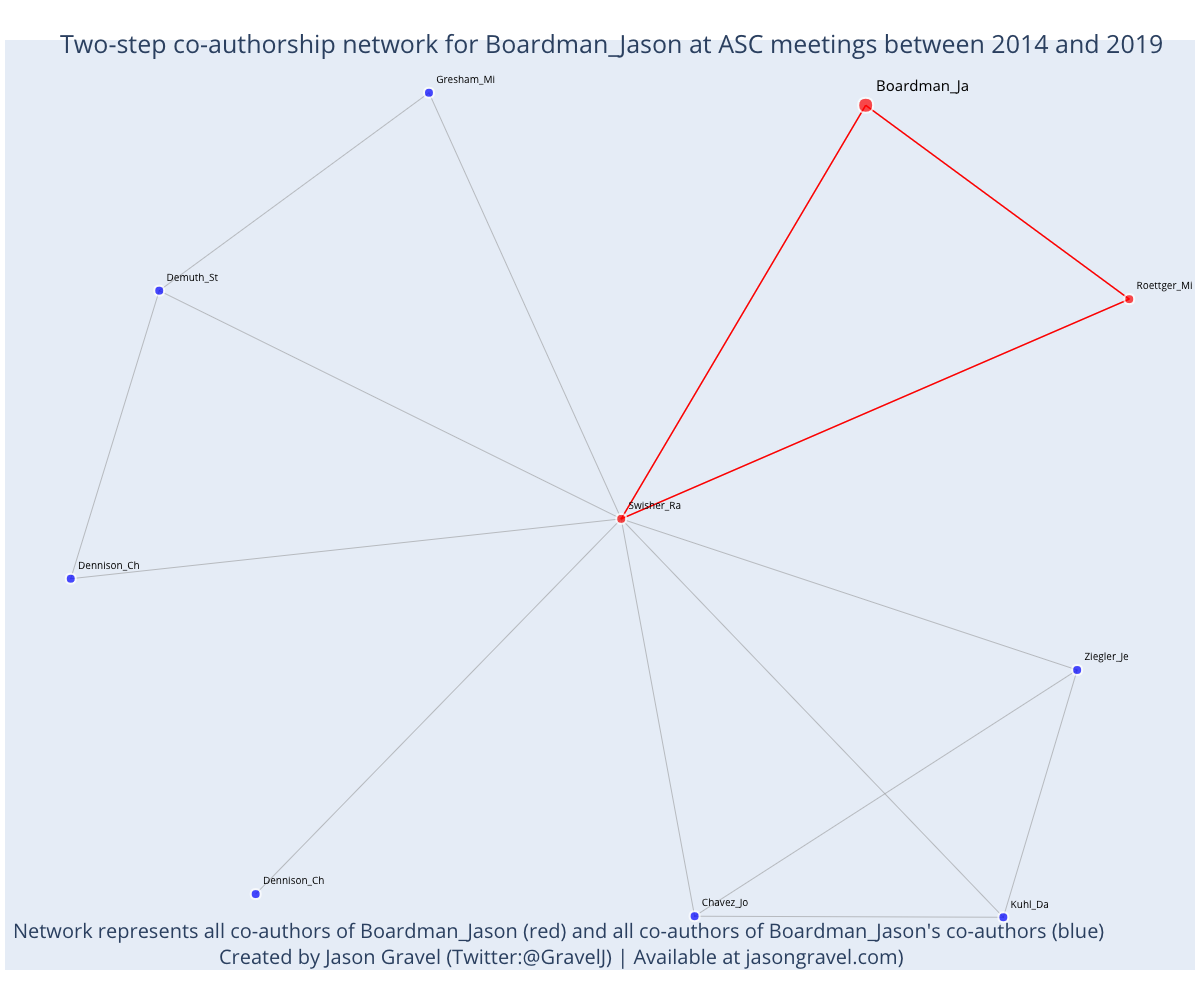 Two-step co-authorship network for Boardman_Jason at ASC meetings between 2014 and 2019
Gresham_Mi
Boardman_Ja
Demuth_St
Roettger_Mi
Swisher_Ra
Dennison_Ch
Ziegler_Je
Dennison_Ch
Chavez_Jo
Kuhl_Da
Network represents all co-authors of Boardman_Jason (red) and all co-authors of Boardman_Jason's co-authors (blue)
Created by Jason Gravel (Twitter:@GravelJ) | Available at jasongravel.com)